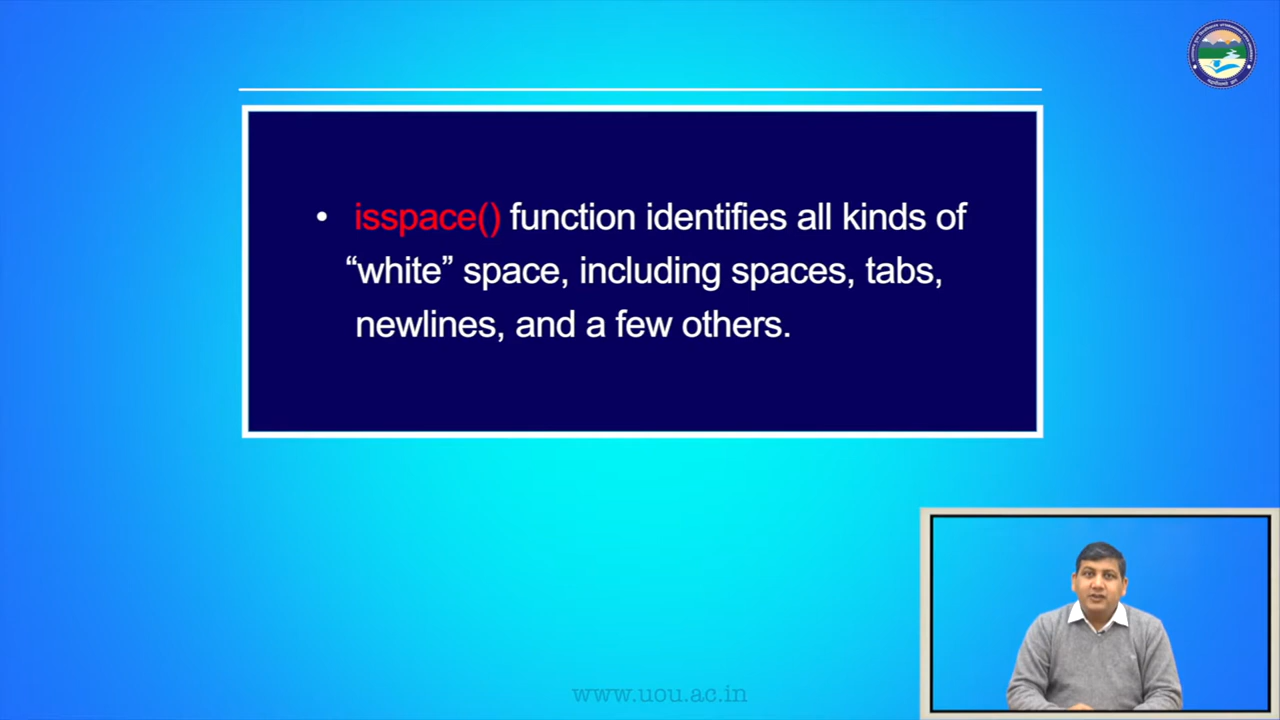 • isspace() function identifies all kinds of
“white” space, including spaces, tabs,
newlines, and a few others.
www.uou.ac.in